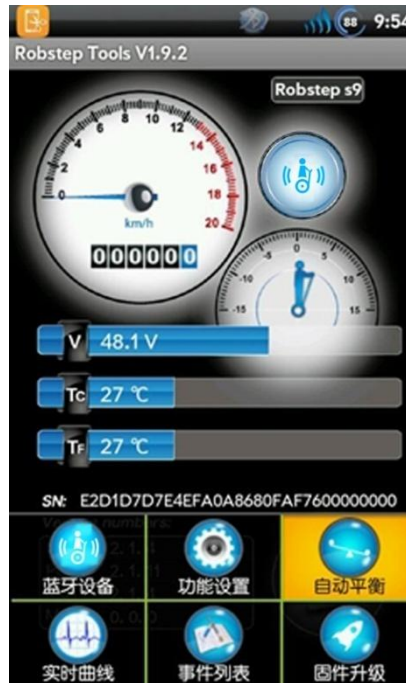 88 9:54
Robstep Tools V1.9.2
Robstep s9
0 2 4 6 8 10 12 14 16 18 20
km/h
000000 0
-15 -10 -5 0 5 10 15
V 48.1 V
Tc 27 ℃
TF 27 ℃
SN: E2D1D7D7E4EFA0A8680FAF7600000000
蓝牙设备 功能设置 自动平衡
实时曲线 事件列表 固件升级